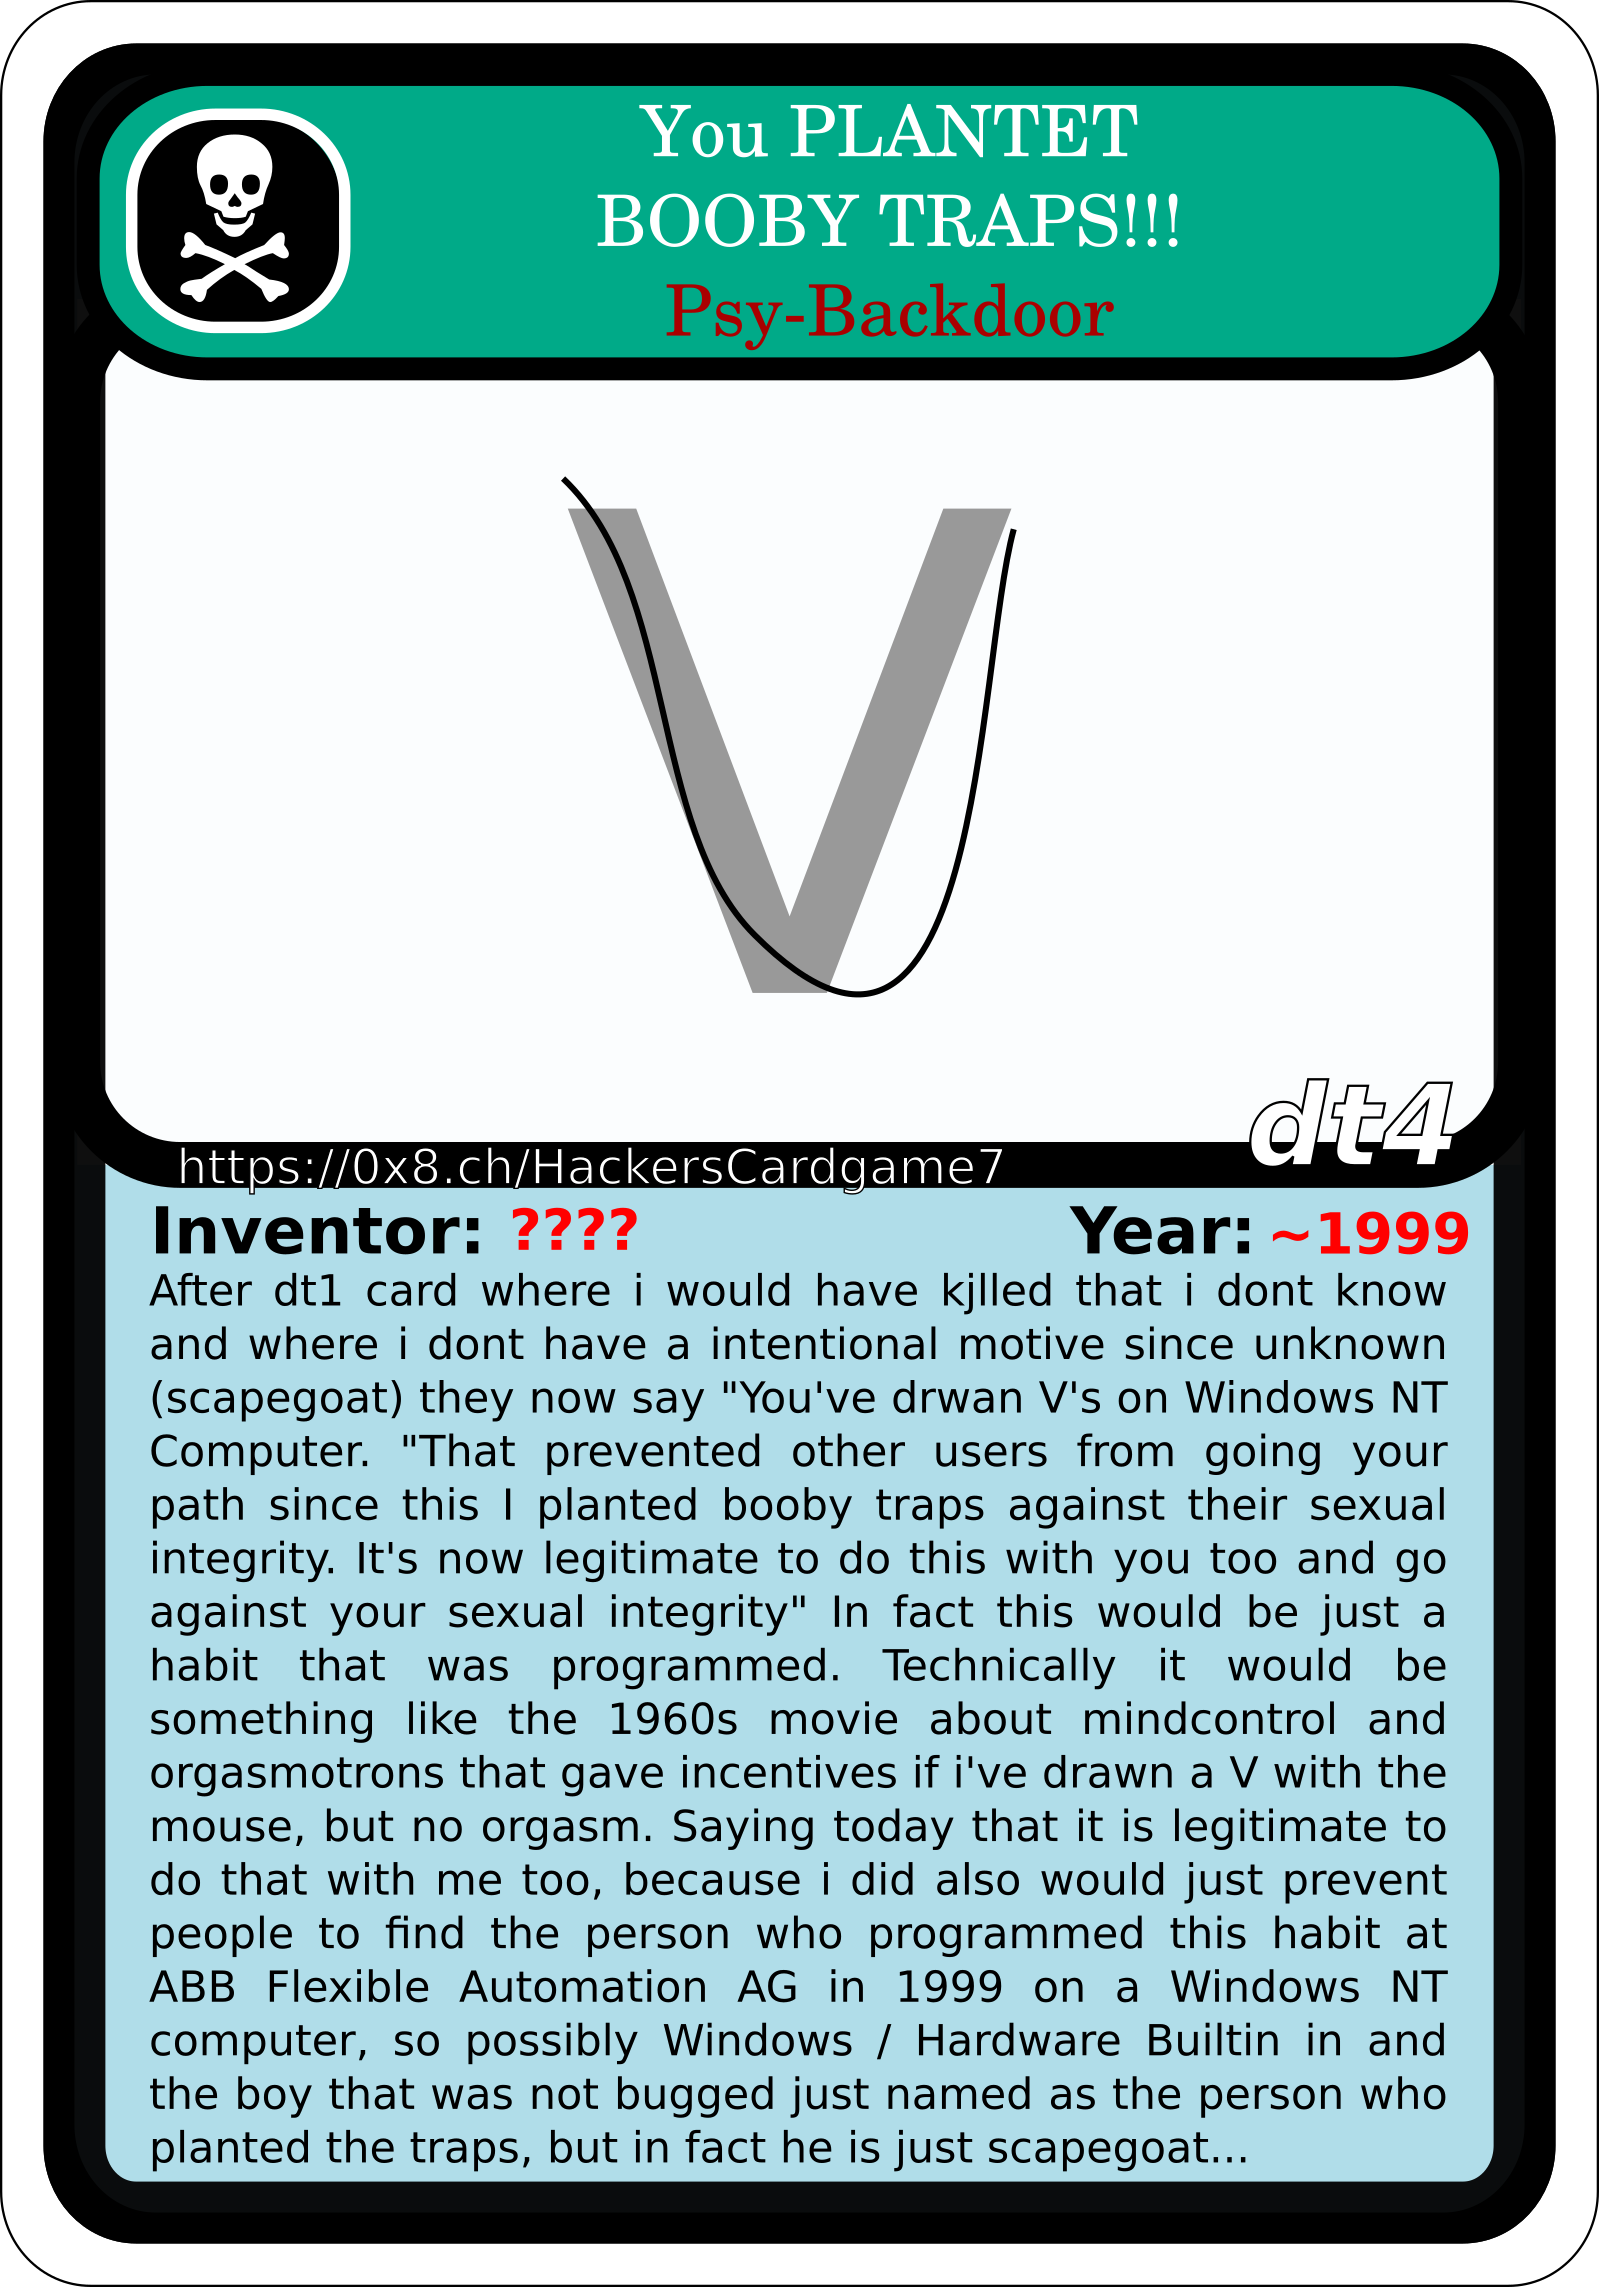 You PLANTET
BOOBY TRAPS!!!
Psy-Backdoor
V
dt4
https://0x8.ch/HackersCardgame7
Inventor: ???? Year: ~1999
After dt1 card where i would have kjlled that i dont know
and where i dont have a intentional motive since unknown
(scapegoat) they now say "You've drwan V's on Windows NT
Computer. "That prevented other users from going your
path since this I planted booby traps against their sexual
integrity. It's now legitimate to do this with you too and go
against your sexual integrity" In fact this would be just a
habit that was programmed. Technically it would be
something like the 1960s movie about mindcontrol and
orgasmotrons that gave incentives if i've drawn a V with the
mouse, but no orgasm. Saying today that it is legitimate to
do that with me too, because i did also would just prevent
people to find the person who programmed this habit at
ABB Flexible Automation AG in 1999 on a Windows NT
computer, so possibly Windows / Hardware Builtin in and
the boy that was not bugged just named as the person who
planted the traps, but in fact he is just scapegoat...